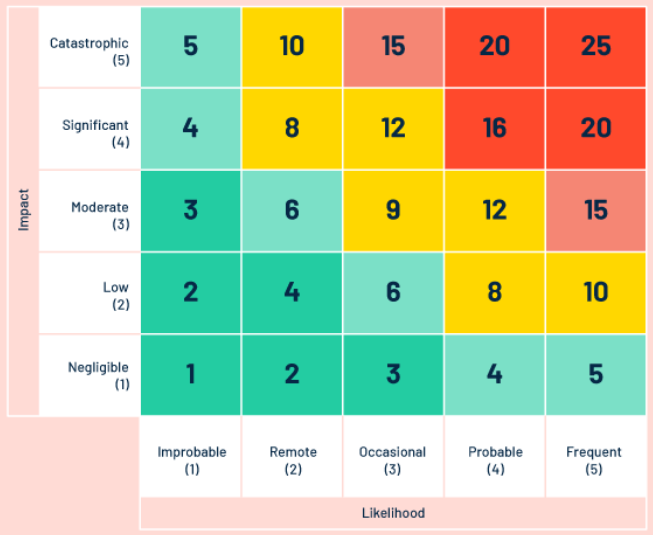 Impact
Catastrophic
(5)
5 10 15 20 25
Significant
(4)
4 8 12 16 20
Moderate
(3)
3 6 9 12 15
Low
(2)
2 4 6 8 10
Negligible
(1)
1 2 3 4 5
Improbable Remote Occasional Probable Frequent
(1) (2) (3) (4) (5)
Likelihood